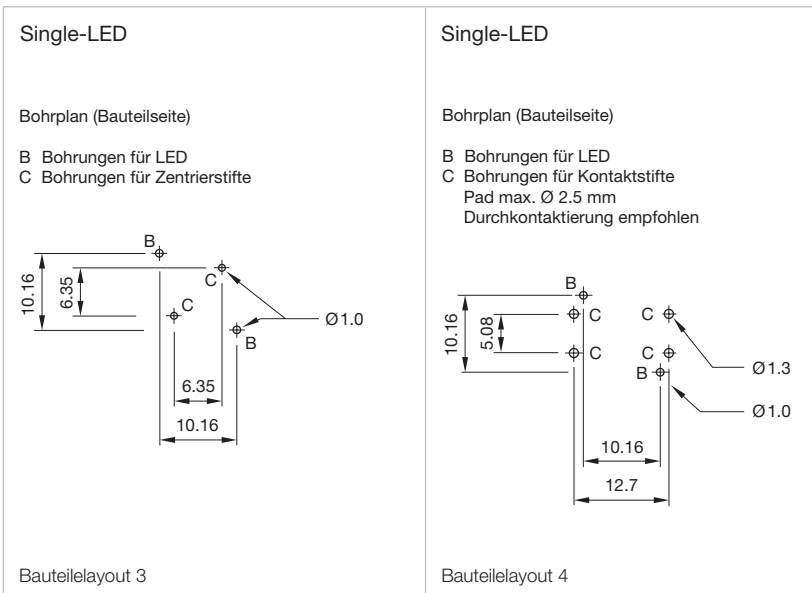 Single-LED
Bohrplan (Bauteilseite)
B Bohrungen für LED
C Bohrungen für Zentrierstifte
B
C
C
B
10.16
6.35
Ø1.0
6.35
10.16
Bauteilelayout 3
Single-LED
Bohrplan (Bauteilseite)
B Bohrungen für LED
C Bohrungen für Kontaktstifte
Pad max. Ø 2.5 mm
Durchkontaktierung empfohlen
B
C
C
C
C
B
10.16
5.08
Ø1.3
Ø1.0
10.16
12.7
Bauteilelayout 4